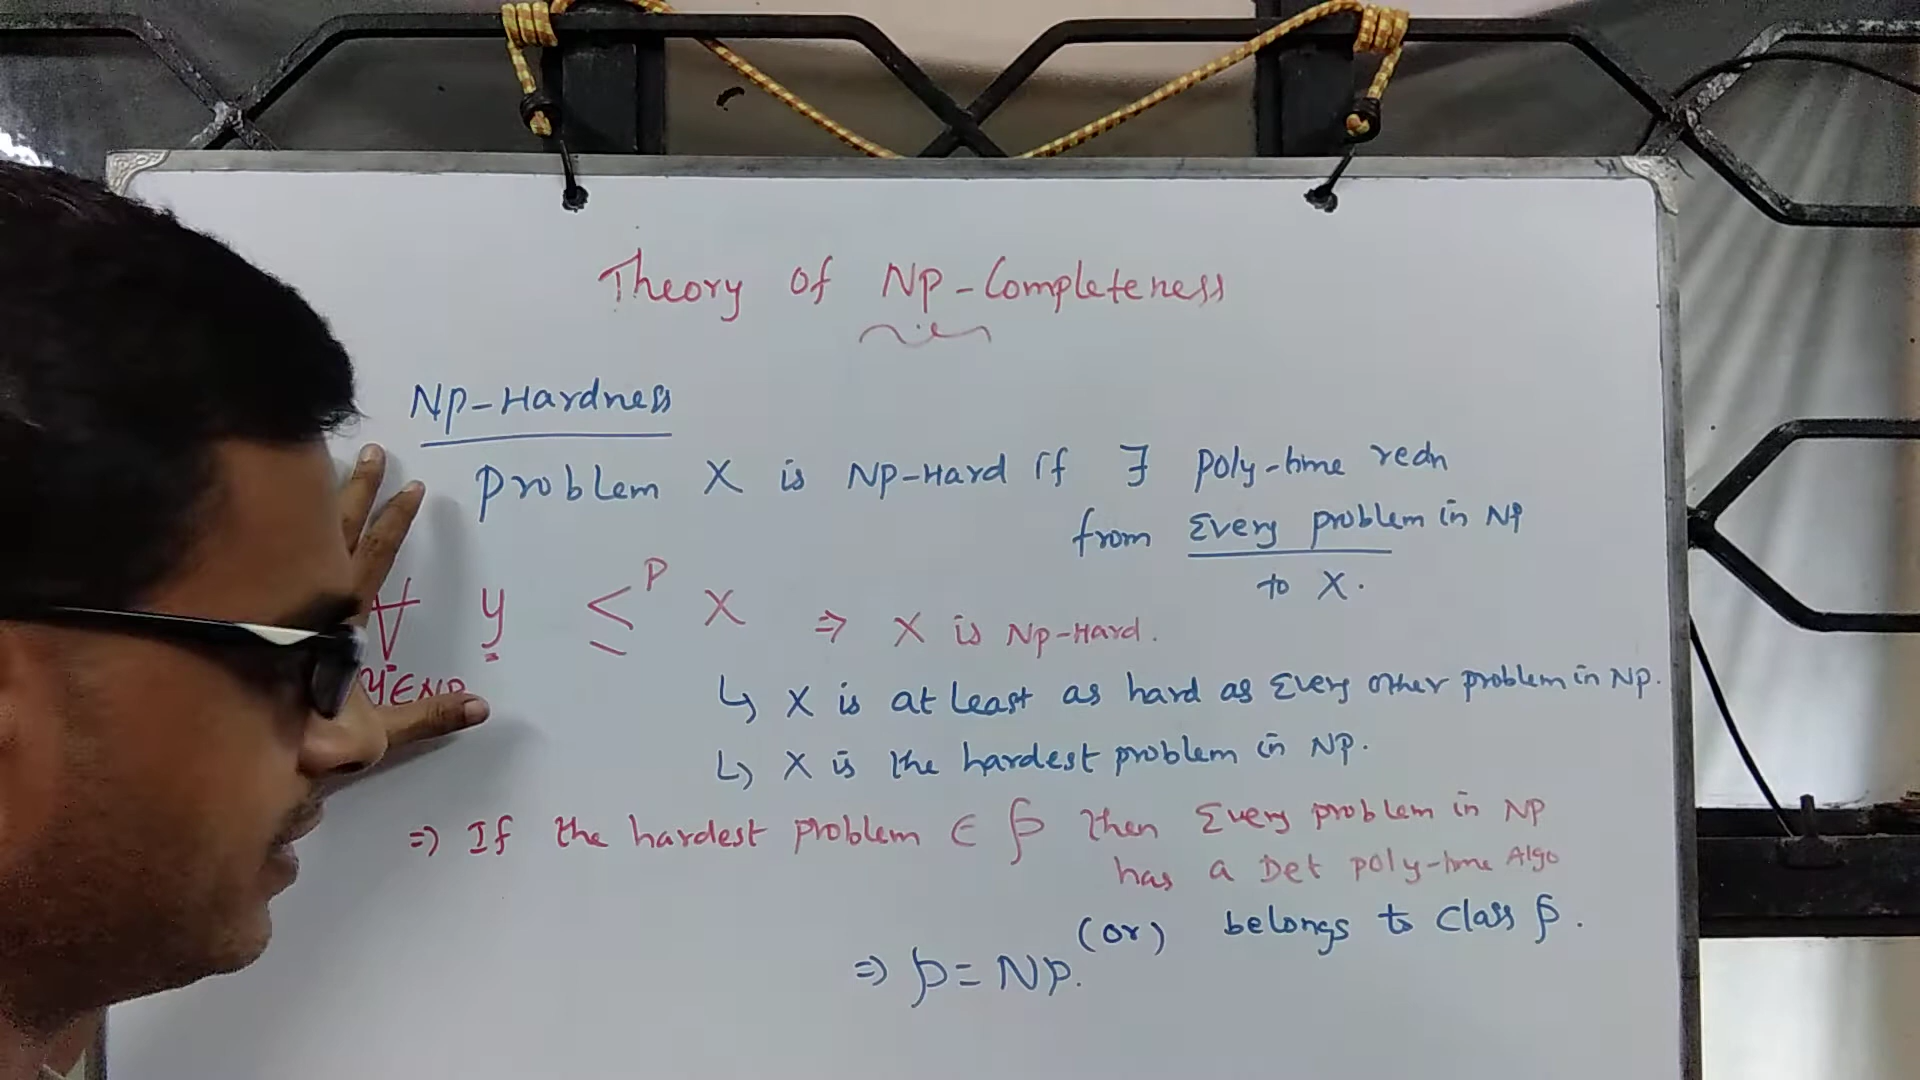 Theory of NP-Completeness
NP-Hardness
Problem X is NP-Hard if ∃ poly-time redn
from Every problem in NP
to X.
∀ y ≤ᴾ X ⇒ X is NP-Hard.
y∈NP
↳ X is at least as hard as Every other problem in NP.
↳ X is the hardest problem in NP.
⇒ If the hardest problem ∈ P then Every problem in NP
has a Det poly-time Algo
(or) belongs to class P.
⇒ P = NP.